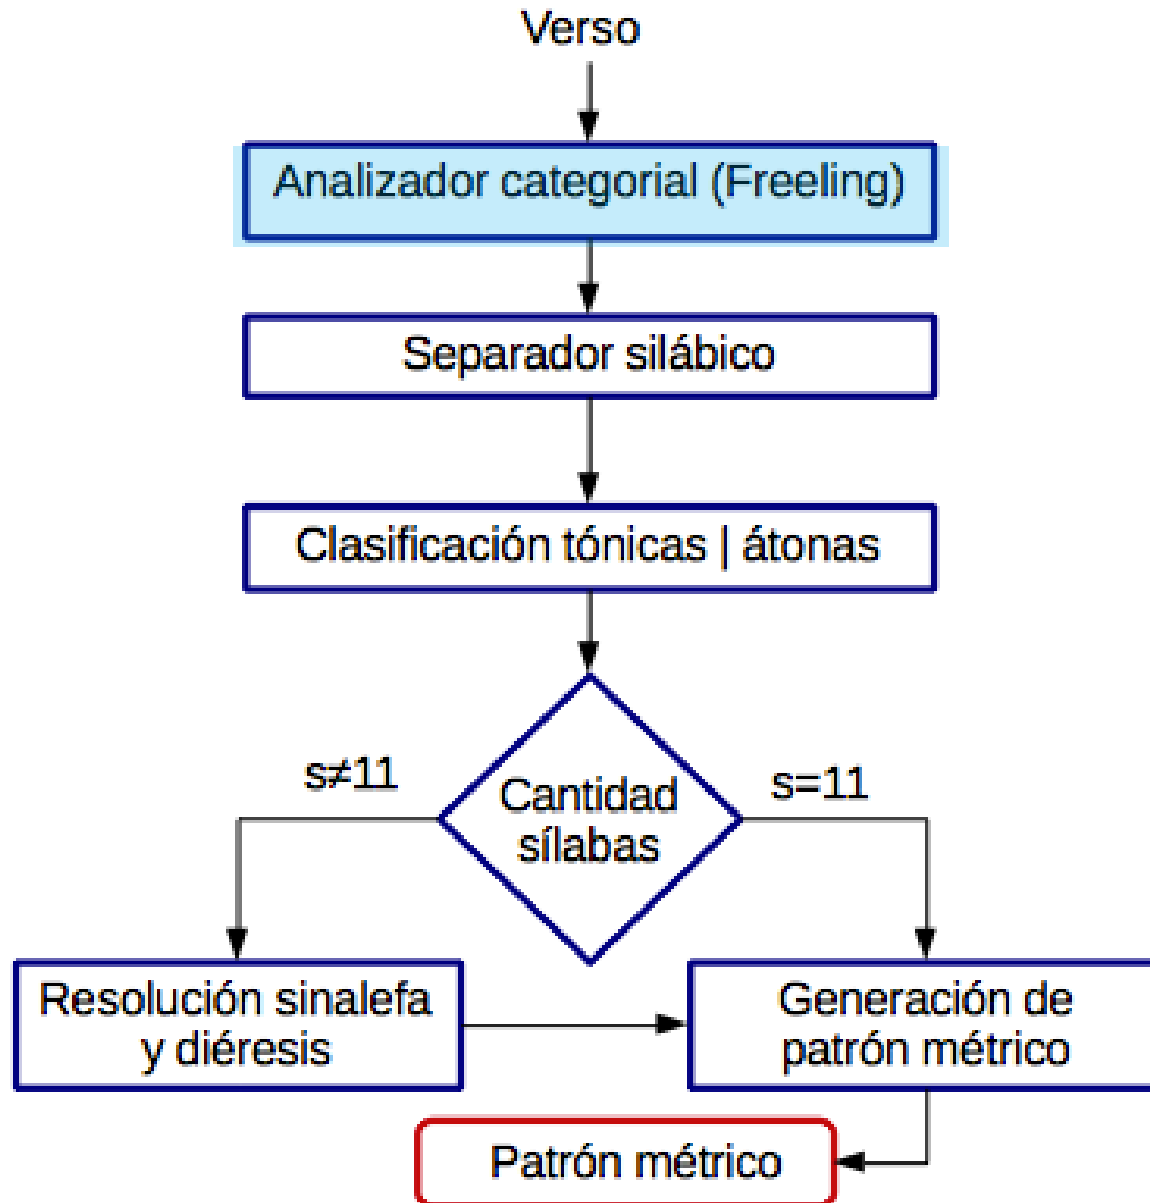 Verso
Analizador categorial (Freeling)
Separador silábico
Clasificación tónicas | átonas
s≠11
s=11
Cantidad
sílabas
Resolución sinalefa
y diéresis
Generación de
patrón métrico
Patrón métrico